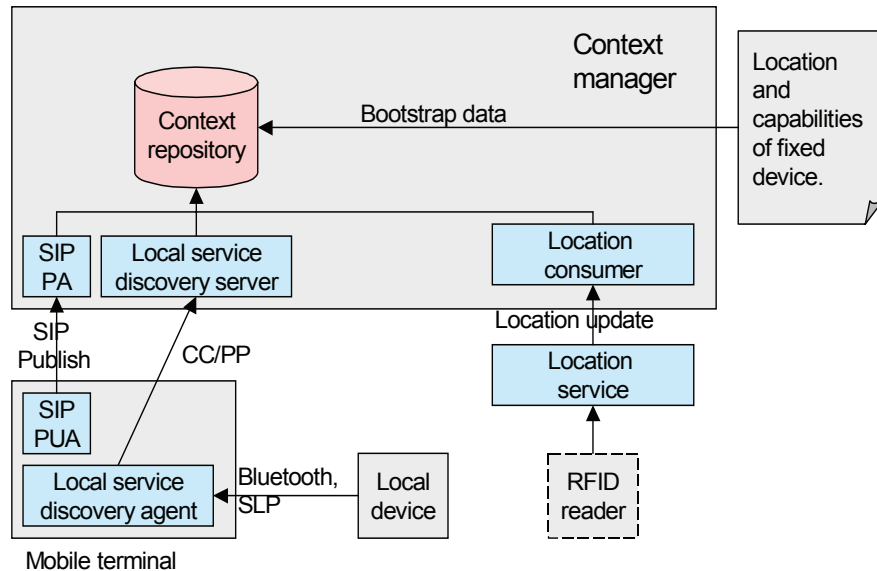 Context
manager
Location
and
capabilities
of fixed
device.
Context
repository
Bootstrap data
SIP
PA
Local service
discovery server
Location
consumer
SIP
Publish
CC/PP
Location update
Location
service
SIP
PUA
Local service
discovery agent
Bluetooth,
SLP
Local
device
RFID
reader
Mobile terminal